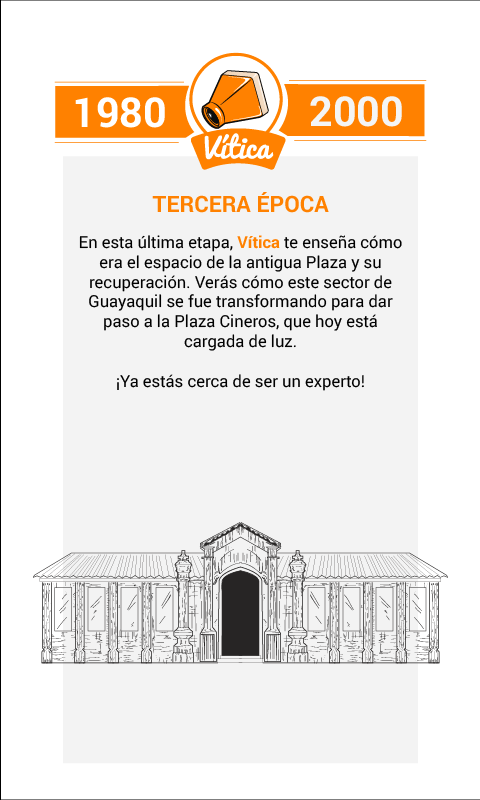 1980
2000
Vítica
TERCERA ÉPOCA
En esta última etapa, Vítica te enseña cómo
era el espacio de la antigua Plaza y su
recuperación. Verás cómo este sector de
Guayaquil se fue transformando para dar
paso a la Plaza Cineros, que hoy está
cargada de luz.
¡Ya estás cerca de ser un experto!